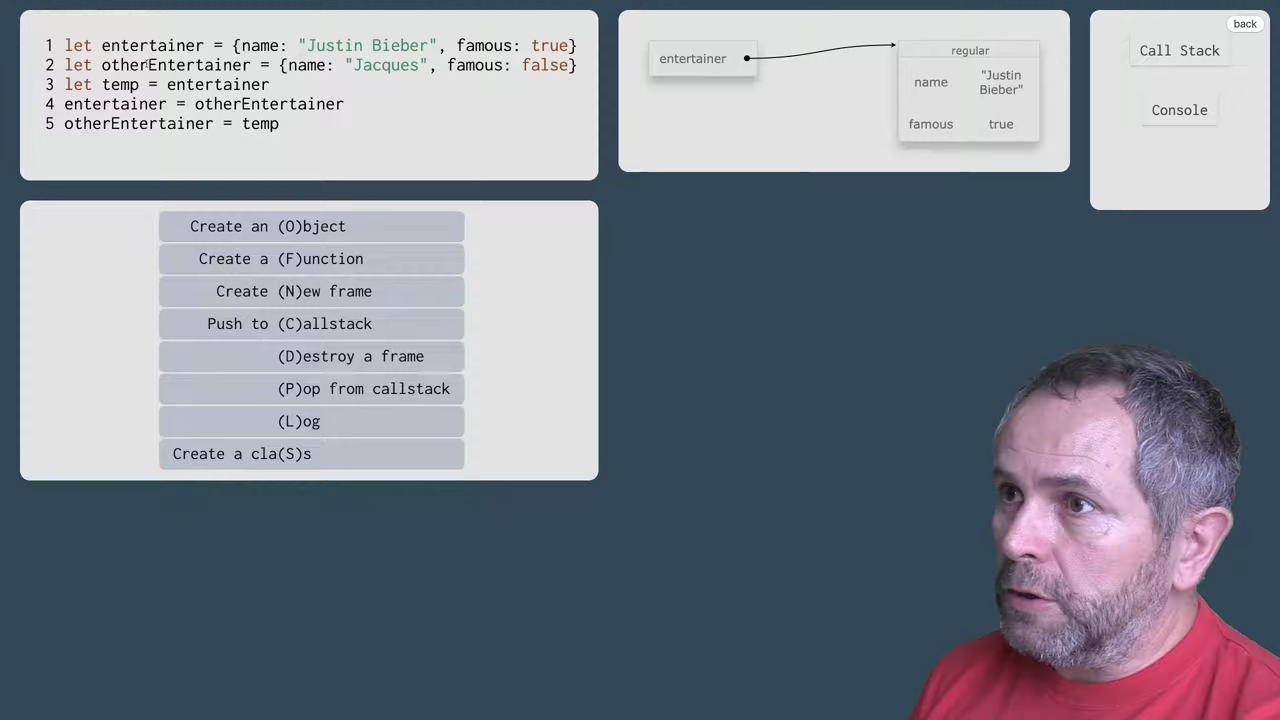 1 let entertainer = {name: "Justin Bieber", famous: true}
2 let otherEntertainer = {name: "Jacques", famous: false}
3 let temp = entertainer
4 entertainer = otherEntertainer
5 otherEntertainer = temp
Create an (O)bject
Create a (F)unction
Create (N)ew frame
Push to (C)allstack
(D)estroy a frame
(P)op from callstack
(L)og
Create a cla(S)s
entertainer
regular
name "Justin
Bieber"
famous true
back
Call Stack
Console